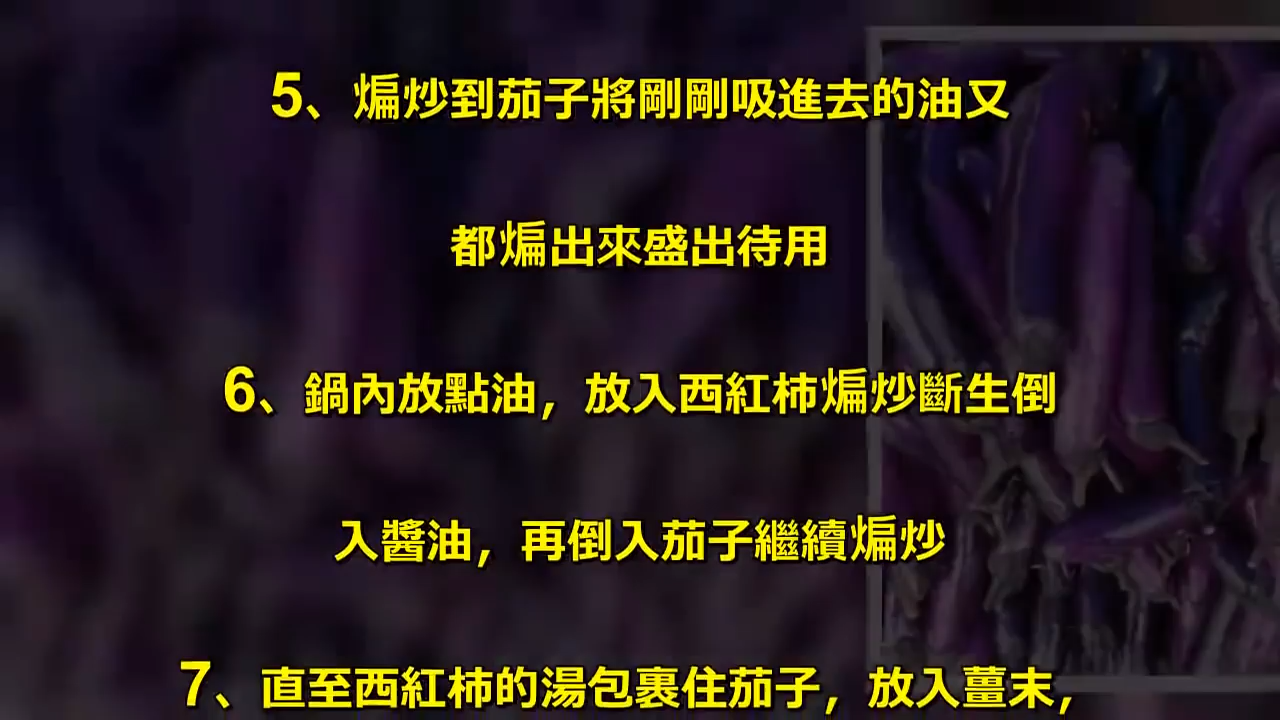 5、煸炒到茄子將剛剛吸進去的油又
都煸出來盛出待用
6、鍋內放點油，放入西紅柿煸炒斷生倒
入醬油，再倒入茄子繼續煸炒
7、直至西紅柿的湯包裹住茄子，放入薑末，